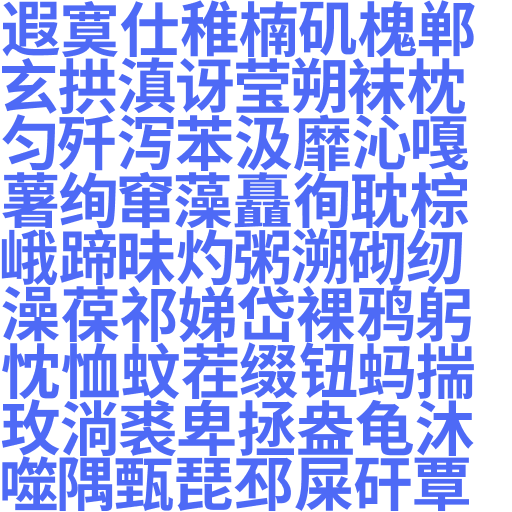 遐寞仕稚楠矶槐郸
玄拱滇讶莹朔袜枕
匀歼泻苯汲靡沁嘎
薯绚窜藻矗徇耽棕
峨蹄昧灼粥溯砌纫
澡葆祁娣岱裸鸦躬
忱恤蚊茬缀钮蚂揣
玫淌裘卑拯盎龟沐
噬隅甄琵邳屎矸覃